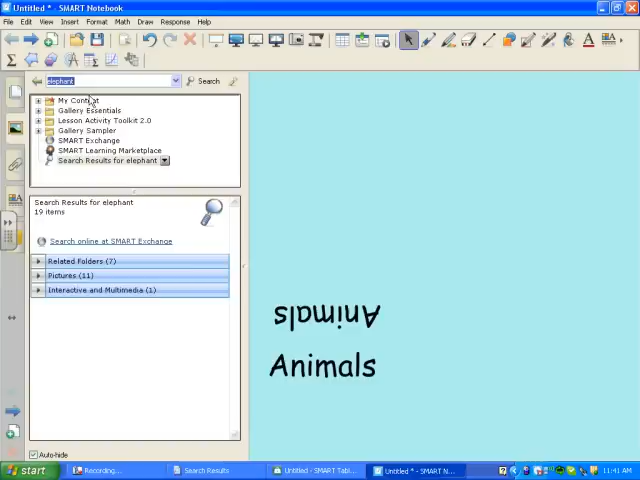 Untitled * - SMART Notebook
File Edit View Insert Format Math Draw Response Help
elephant
Search
My Content
Gallery Essentials
Lesson Activity Toolkit 2.0
Gallery Sampler
SMART Exchange
SMART Learning Marketplace
Search Results for elephant
Search Results for elephant
19 items
Search online at SMART Exchange
Related Folders (7)
Pictures (11)
Interactive and Multimedia (1)
Animals
Animals
Auto-hide
start
Recording...
Search Results
Untitled - SMART Tabl...
Untitled * - SMART N...
11:41 AM